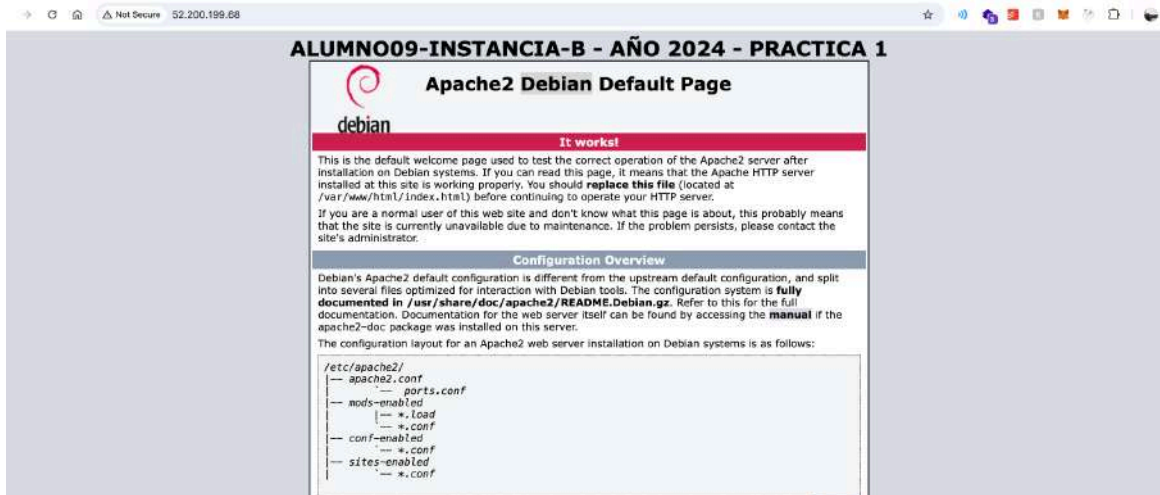 Not Secure 52.200.199.68
ALUMNO09-INSTANCIA-B - AÑO 2024 - PRACTICA 1
Apache2 Debian Default Page
debian
It works!
This is the default welcome page used to test the correct operation of the Apache2 server after
installation on Debian systems. If you can read this page, it means that the Apache HTTP server
installed at this site is working properly. You should replace this file (located at
/var/www/html/index.html) before continuing to operate your HTTP server.
If you are a normal user of this web site and don't know what this page is about, this probably means
that the site is currently unavailable due to maintenance. If the problem persists, please contact the
site's administrator.
Configuration Overview
Debian's Apache2 default configuration is different from the upstream default configuration, and split
into several files optimized for interaction with Debian tools. The configuration system is fully
documented in /usr/share/doc/apache2/README.Debian.gz. Refer to this for the full
documentation. Documentation for the web server itself can be found by accessing the manual if the
apache2-doc package was installed on this server.
The configuration layout for an Apache2 web server installation on Debian systems is as follows:
/etc/apache2/
|-- apache2.conf
|       `-- ports.conf
|-- mods-enabled
|       |-- *.load
|       `-- *.conf
|-- conf-enabled
|       `-- *.conf
|-- sites-enabled
|       `-- *.conf